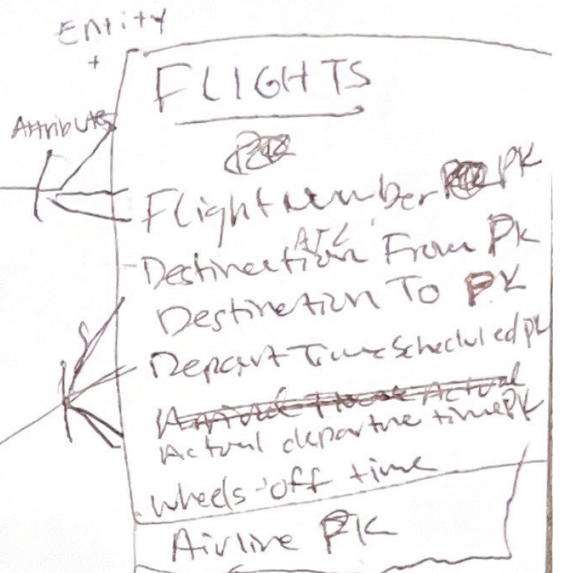 Entity
+
Attributes
FLIGHTS
Flight Number PK
ATL
Destination From PK
Destination To PK
Depart Time Scheduled PK
Actual departure time PK
wheels-off time
Airline PK